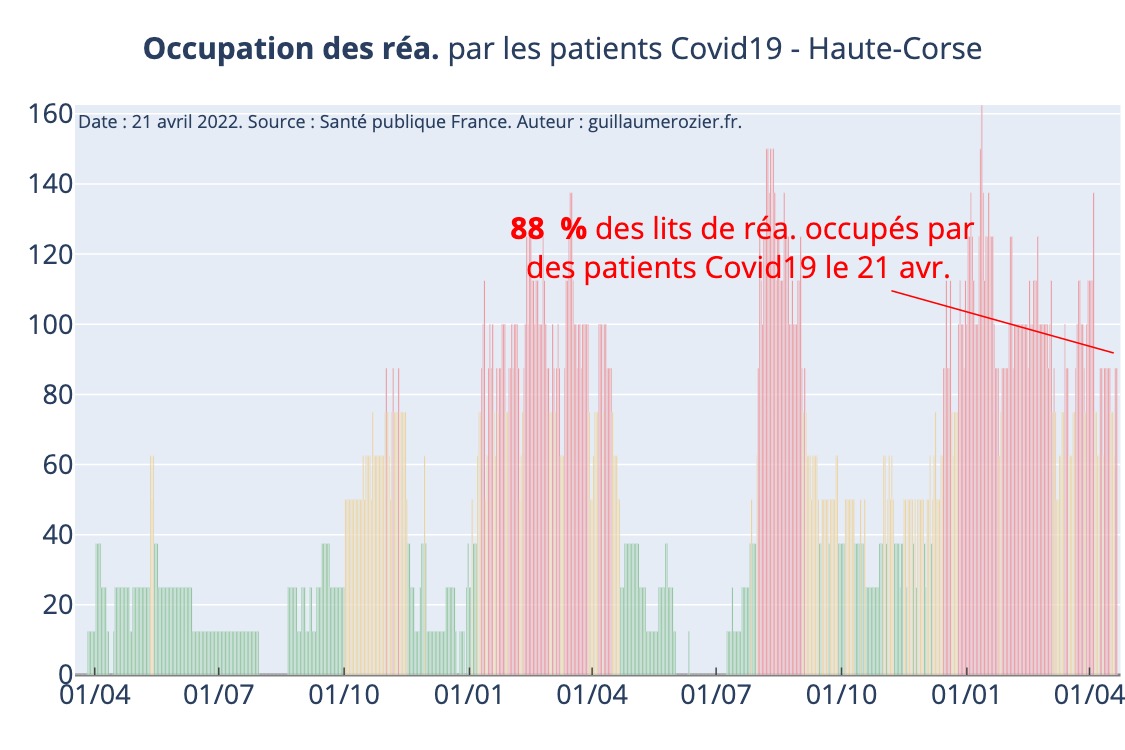 Occupation des réa. par les patients Covid19 - Haute-Corse
160
Date : 21 avril 2022. Source : Santé publique France. Auteur : guillaumerozier.fr.
140
88 % des lits de réa. occupés par
120
des patients Covid19 le 21 avr.
100
80
60
40
20
0
01/04 01/07 01/10 01/01 01/04 01/07 01/10 01/01 01/04